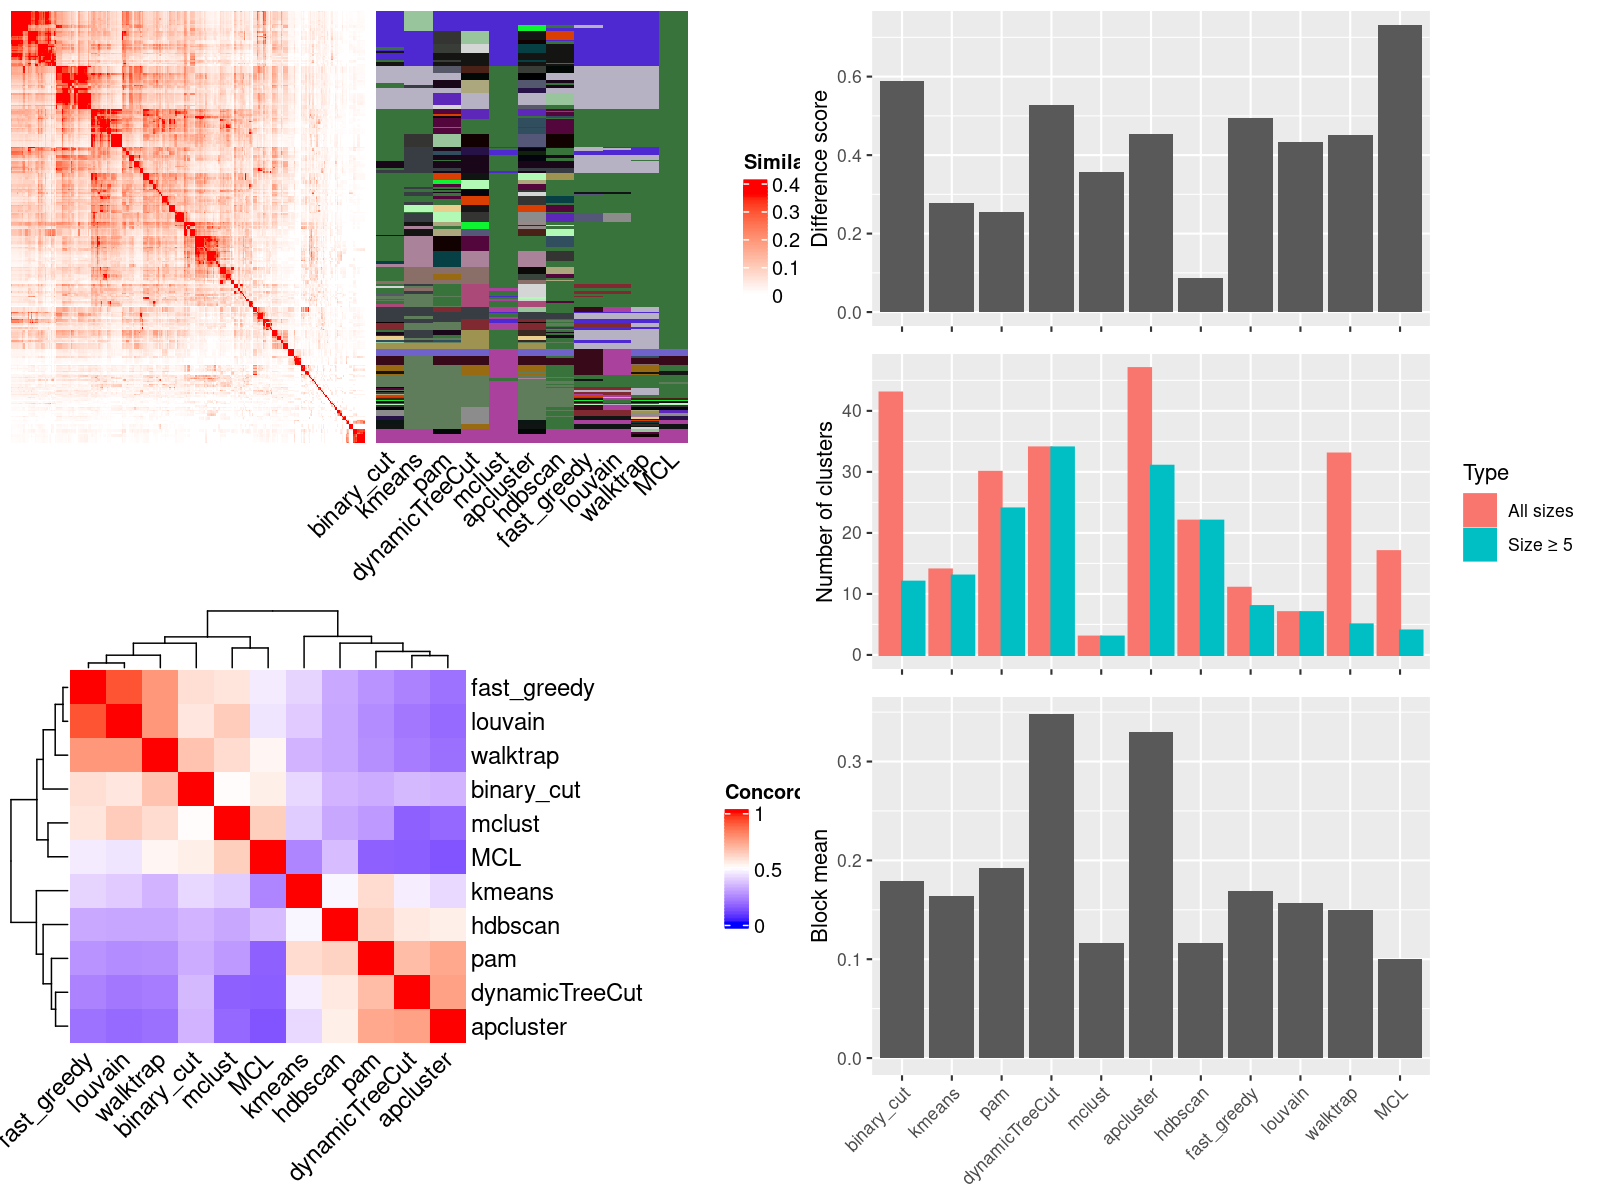 Simila
0.4
0.3
0.2
0.1
0
binary_cut
kmeans
pam
dynamicTreeCut
mclust
apcluster
hdbscan
fast_greedy
louvain
walktrap
MCL
Difference score
0.6
0.4
0.2
0.0
Number of clusters
40
30
20
10
0
Type
All sizes
Size ≥ 5
fast_greedy
louvain
walktrap
binary_cut
mclust
MCL
kmeans
hdbscan
pam
dynamicTreeCut
apcluster
fast_greedy
louvain
walktrap
binary_cut
mclust
MCL
kmeans
hdbscan
pam
dynamicTreeCut
apcluster
Concord
1
0.5
0
Block mean
0.3
0.2
0.1
0.0
binary_cut
kmeans
pam
dynamicTreeCut
mclust
apcluster
hdbscan
fast_greedy
louvain
walktrap
MCL